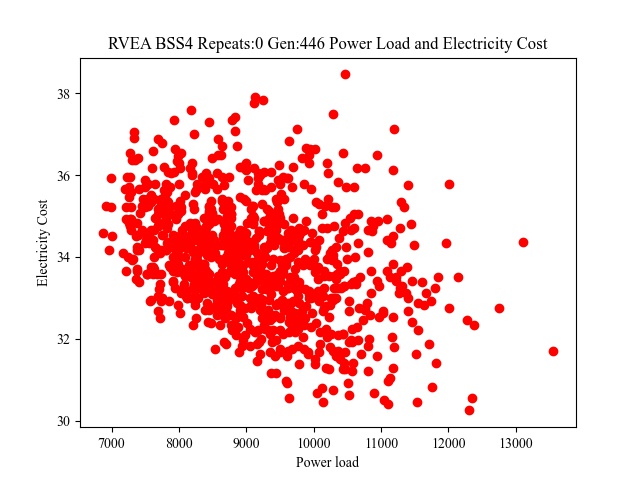 RVEA BSS4 Repeats:0 Gen:446 Power Load and Electricity Cost
Electricity Cost
38
36
34
32
30
7000 8000 9000 10000 11000 12000 13000
Power load